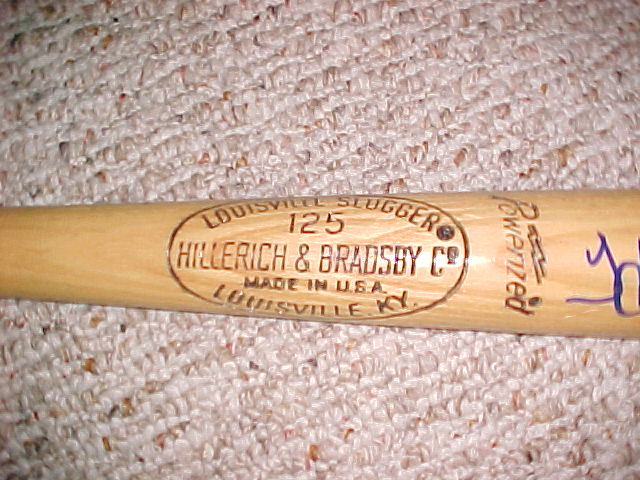 LOUISVILLE SLUGGER®
125
HILLERICH & BRADSBY Cº
MADE IN U.S.A.
LOUISVILLE, KY.
Powerized